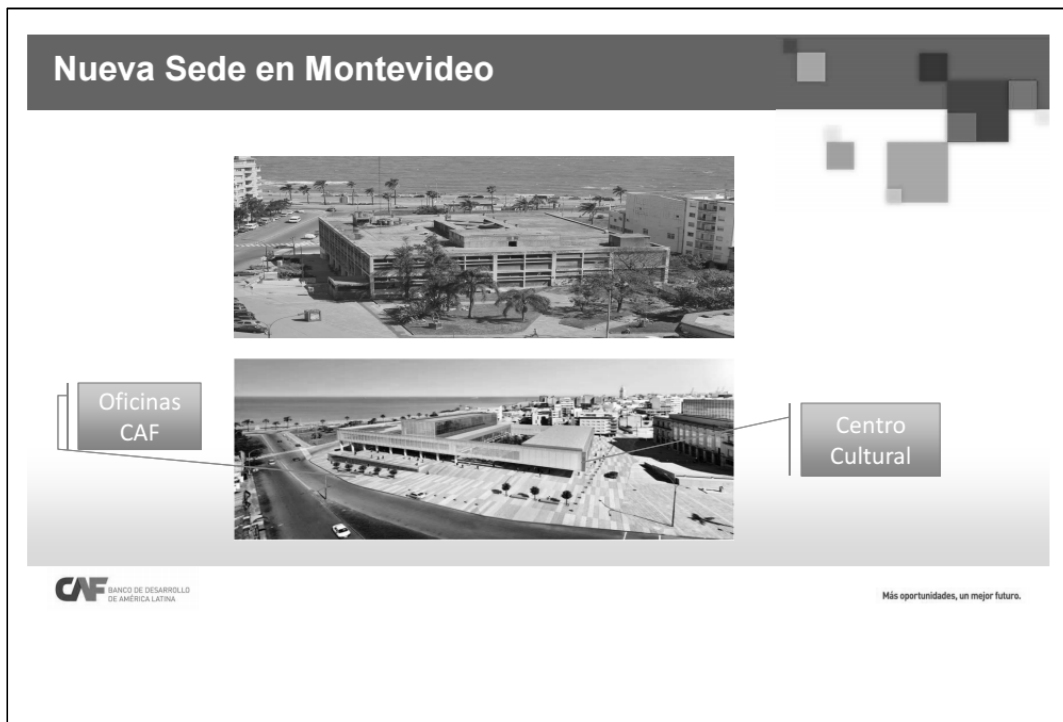 Nueva Sede en Montevideo
Oficinas
CAF
Centro
Cultural
CAF BANCO DE DESARROLLO
DE AMÉRICA LATINA
Más oportunidades, un mejor futuro.